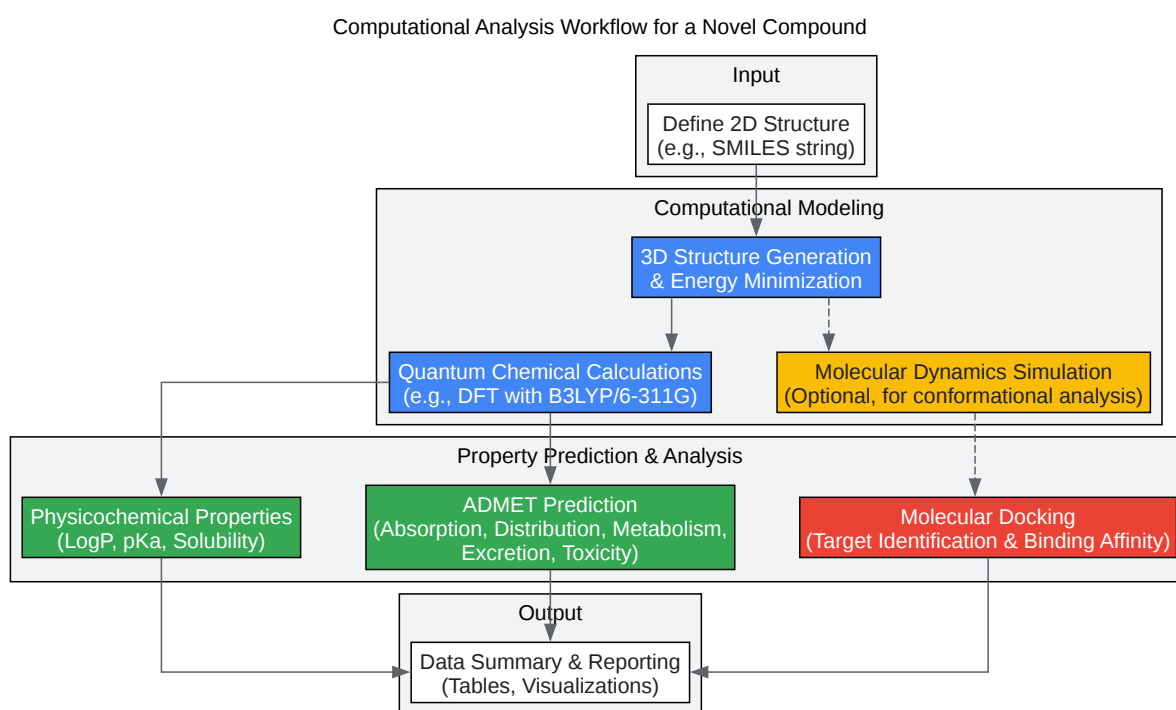 Computational Analysis Workflow for a Novel Compound
Input
Define 2D Structure
(e.g., SMILES string)
Computational Modeling
3D Structure Generation
& Energy Minimization
Quantum Chemical Calculations
(e.g., DFT with B3LYP/6-311G)
Molecular Dynamics Simulation
(Optional, for conformational analysis)
Property Prediction & Analysis
Physicochemical Properties
(LogP, pKa, Solubility)
ADMET Prediction
(Absorption, Distribution, Metabolism,
Excretion, Toxicity)
Molecular Docking
(Target Identification & Binding Affinity)
Output
Data Summary & Reporting
(Tables, Visualizations)